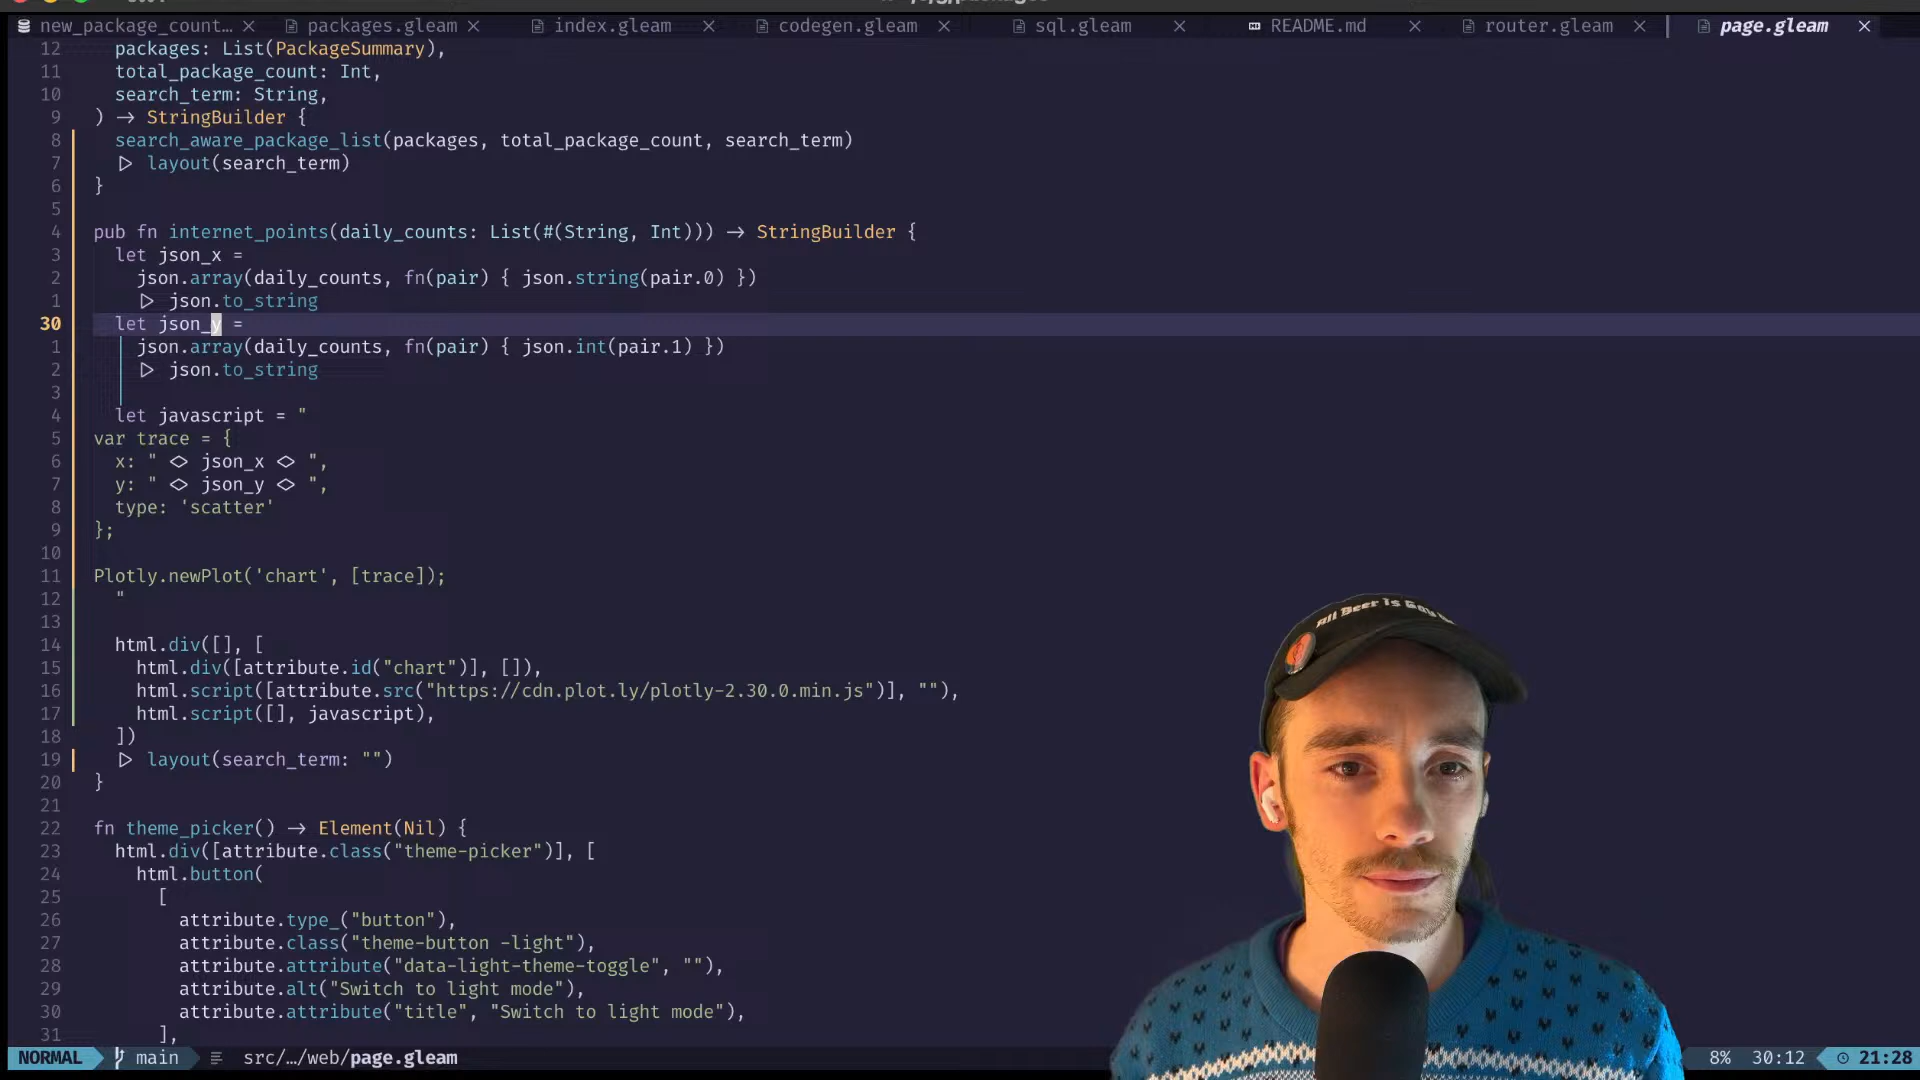 new_package_count… ✕ packages.gleam ✕ index.gleam ✕ codegen.gleam ✕ sql.gleam ✕ README.md ✕ router.gleam ✕ page.gleam ✕
12 packages: List(PackageSummary),
11 total_package_count: Int,
10 search_term: String,
9 ) -> StringBuilder {
8 search_aware_package_list(packages, total_package_count, search_term)
7 |> layout(search_term)
6 }
5
4 pub fn internet_points(daily_counts: List(#(String, Int))) -> StringBuilder {
3 let json_x =
2 json.array(daily_counts, fn(pair) { json.string(pair.0) })
1 |> json.to_string
30 let json_y =
1 json.array(daily_counts, fn(pair) { json.int(pair.1) })
2 |> json.to_string
3
4 let javascript = "
5 var trace = {
6 x: " <> json_x <> ",
7 y: " <> json_y <> ",
8 type: 'scatter'
9 };
10
11 Plotly.newPlot('chart', [trace]);
12 "
13
14 html.div([], [
15 html.div([attribute.id("chart")], []),
16 html.script([attribute.src("https://cdn.plot.ly/plotly-2.30.0.min.js")], ""),
17 html.script([], javascript),
18 ])
19 |> layout(search_term: "")
20 }
21
22 fn theme_picker() -> Element(Nil) {
23 html.div([attribute.class("theme-picker")], [
24 html.button(
25 [
26 attribute.type_("button"),
27 attribute.class("theme-button -light"),
28 attribute.attribute("data-light-theme-toggle", ""),
29 attribute.alt("Switch to light mode"),
30 attribute.attribute("title", "Switch to light mode"),
31 ],
All Beer is
NORMAL main src/…/web/page.gleam 8% 30:12 21:28